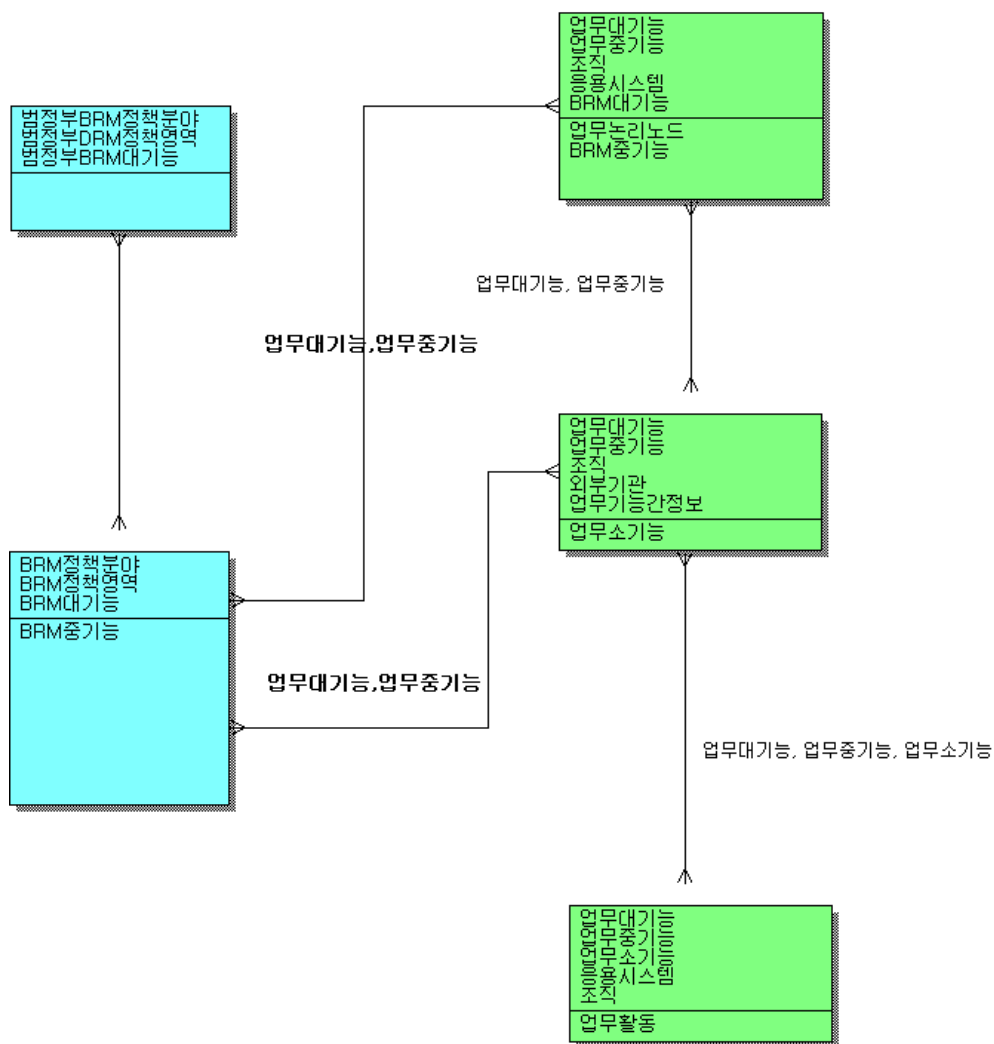 업무대기능
업무중기능
조직
응용시스템
BRM대기능
업무논리노드
BRM중기능
범정부BRM정책분야
범정부DRM정책영역
범정부BRM대기능
업무대기능, 업무중기능
업무대기능,업무중기능
업무대기능
업무중기능
조직
외부기관
업무기능간정보
업무소기능
BRM정책분야
BRM정책영역
BRM대기능
BRM중기능
업무대기능,업무중기능
업무대기능, 업무중기능, 업무소기능
업무대기능
업무중기능
업무소기능
응용시스템
조직
업무활동